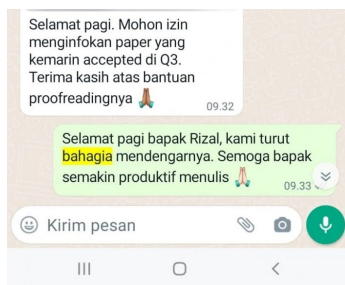 Selamat pagi. Mohon izin
menginfokan paper yang
kemarin accepted di Q3.
Terima kasih atas bantuan
proofreadingnya 🙏
09.32
Selamat pagi bapak Rizal, kami turut
bahagia mendengarnya. Semoga bapak
semakin produktif menulis 🙏
09.33
Kirim pesan